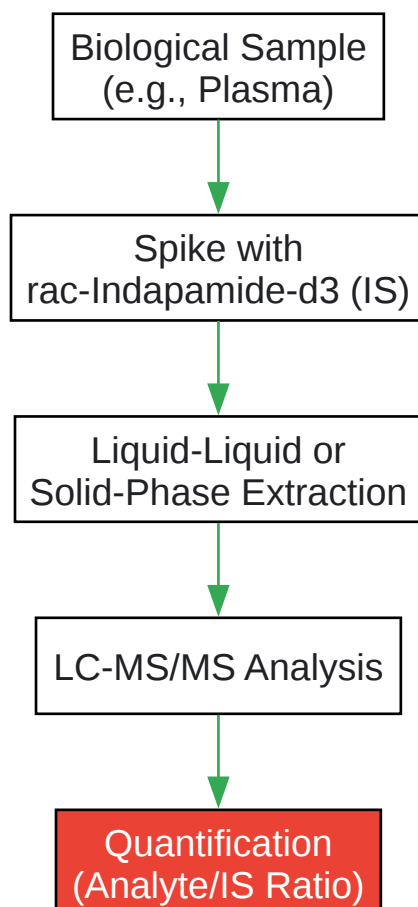 Biological Sample
(e.g., Plasma)
Spike with
rac-Indapamide-d3 (IS)
Liquid-Liquid or
Solid-Phase Extraction
LC-MS/MS Analysis
Quantification
(Analyte/IS Ratio)